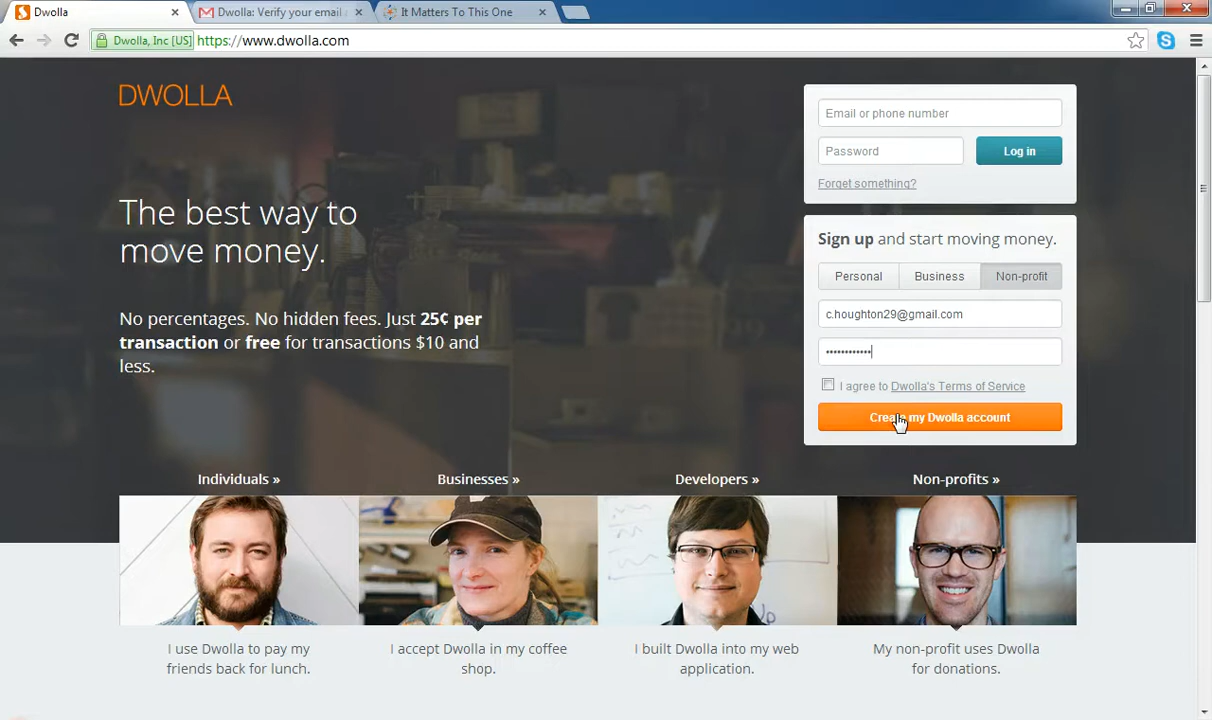 Dwolla
Dwolla: Verify your email
It Matters To This One
Dwolla, Inc [US]
https://www.dwolla.com
DWOLLA
Email or phone number
Password
Log in
Forget something?
The best way to
move money.
No percentages. No hidden fees. Just 25¢ per
transaction or free for transactions $10 and
less.
Sign up and start moving money.
Personal
Business
Non-profit
c.houghton29@gmail.com
••••••••••••
I agree to Dwolla's Terms of Service
Create my Dwolla account
Individuals »
Businesses »
Developers »
Non-profits »
I use Dwolla to pay my
friends back for lunch.
I accept Dwolla in my coffee
shop.
I built Dwolla into my web
application.
My non-profit uses Dwolla
for donations.